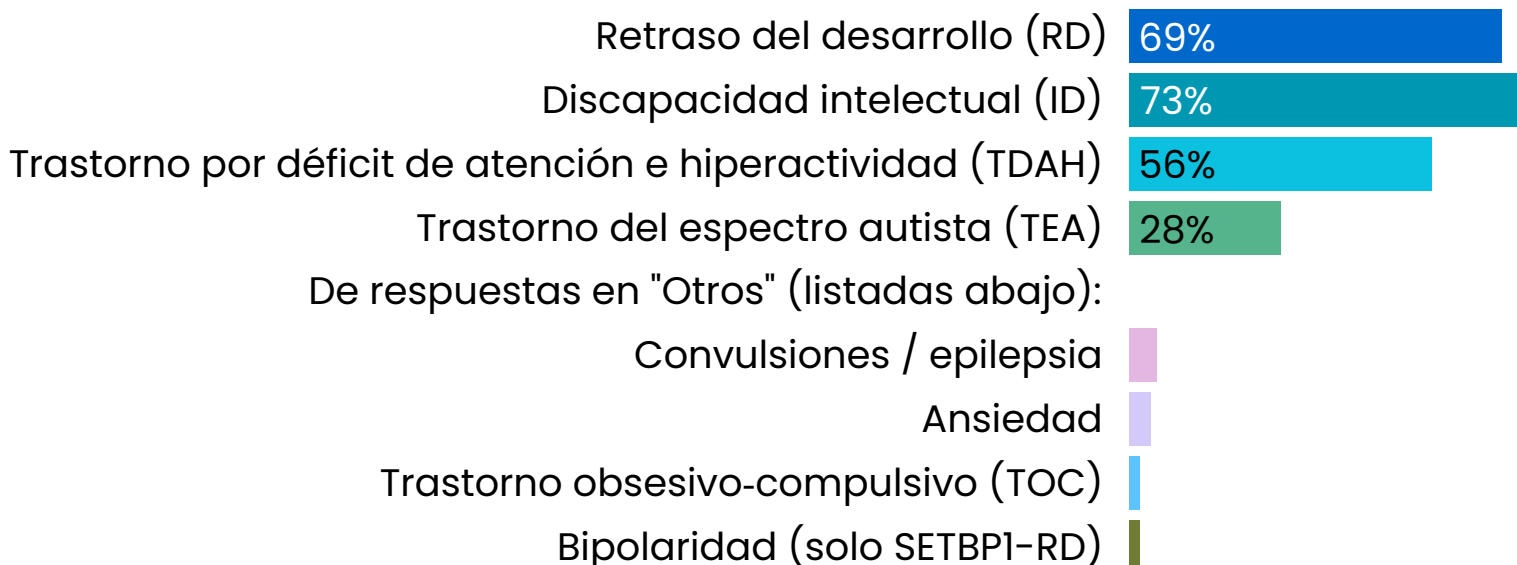 Retraso del desarrollo (RD) 69%
Discapacidad intelectual (ID) 73%
Trastorno por déficit de atención e hiperactividad (TDAH) 56%
Trastorno del espectro autista (TEA) 28%
De respuestas en "Otros" (listadas abajo):
Convulsiones / epilepsia
Ansiedad
Trastorno obsesivo-compulsivo (TOC)
Bipolaridad (solo SETBP1-RD)